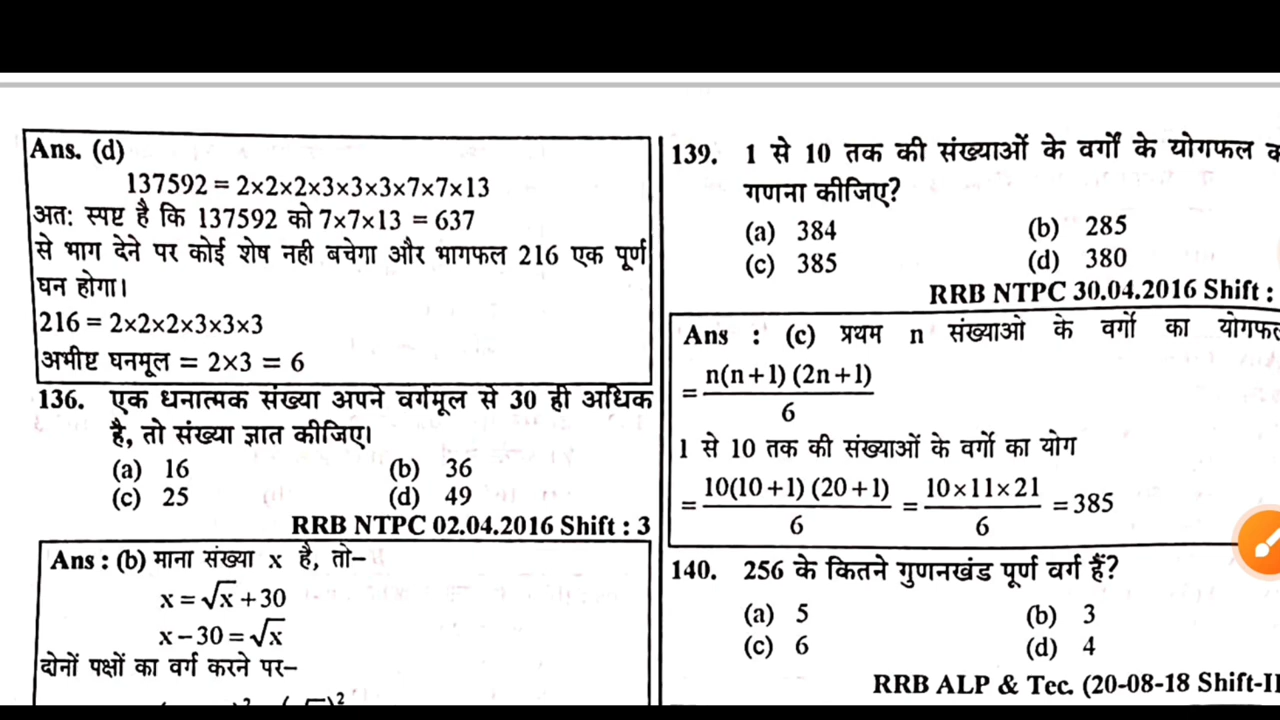 Ans. (d)
137592 = 2×2×2×3×3×3×7×7×13
अत: स्पष्ट है कि 137592 को 7×7×13 = 637
से भाग देने पर कोई शेष नही बचेगा और भागफल 216 एक पूर्ण
घन होगा।
216 = 2×2×2×3×3×3
अभीष्ट घनमूल = 2×3 = 6
136. एक धनात्मक संख्या अपने वर्गमूल से 30 ही अधिक
है, तो संख्या ज्ञात कीजिए।
(a) 16 (b) 36
(c) 25 (d) 49
RRB NTPC 02.04.2016 Shift : 3
Ans : (b) माना संख्या x है, तो–
x = √x + 30
x – 30 = √x
दोनों पक्षों का वर्ग करने पर–
139. 1 से 10 तक की संख्याओं के वर्गों के योगफल
गणना कीजिए?
(a) 384 (b) 285
(c) 385 (d) 380
RRB NTPC 30.04.2016 Shift :
Ans : (c) प्रथम n संख्याओ के वर्गो का
= n(n+1) (2n+1)
6
1 से 10 तक की संख्याओं के वर्गो का योग
= 10(10+1) (20+1) = 10×11×21 = 385
6 6
140. 256 के कितने गुणनखंड पूर्ण वर्ग हैं?
(a) 5 (b) 3
(c) 6 (d) 4
RRB ALP & Tec. (20-08-18 Shift-II